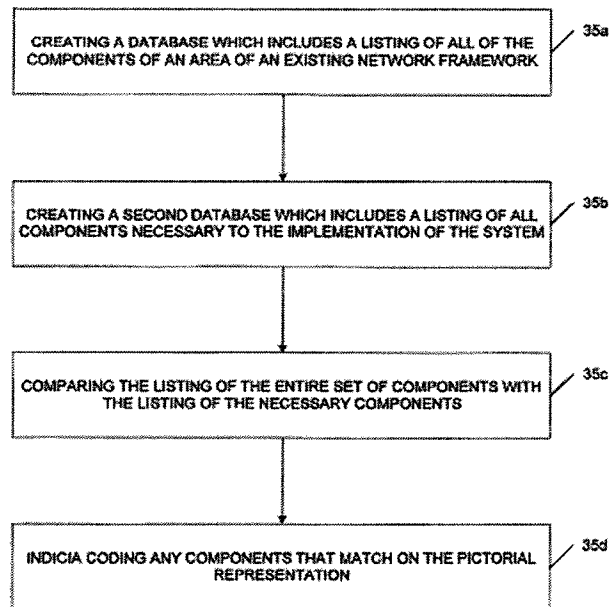 35a
CREATING A DATABASE WHICH INCLUDES A LISTING OF ALL OF THE
COMPONENTS OF AN AREA OF AN EXISTING NETWORK FRAMEWORK
35b
CREATING A SECOND DATABASE WHICH INCLUDES A LISTING OF ALL
COMPONENTS NECESSARY TO THE IMPLEMENTATION OF THE SYSTEM
35c
COMPARING THE LISTING OF THE ENTIRE SET OF COMPONENTS WITH
THE LISTING OF THE NECESSARY COMPONENTS
35d
INDICIA CODING ANY COMPONENTS THAT MATCH ON THE PICTORIAL
REPRESENTATION